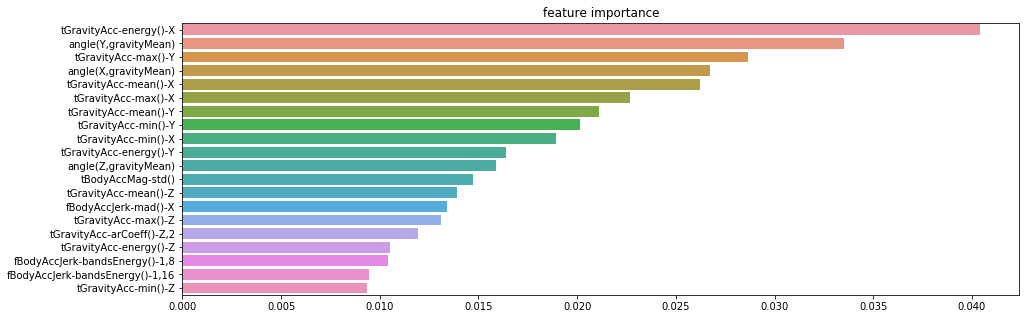 feature importance
tGravityAcc-energy()-X
angle(Y,gravityMean)
tGravityAcc-max()-Y
angle(X,gravityMean)
tGravityAcc-mean()-X
tGravityAcc-max()-X
tGravityAcc-mean()-Y
tGravityAcc-min()-Y
tGravityAcc-min()-X
tGravityAcc-energy()-Y
angle(Z,gravityMean)
tBodyAccMag-std()
tGravityAcc-mean()-Z
fBodyAccJerk-mad()-X
tGravityAcc-max()-Z
tGravityAcc-arCoeff()-Z,2
tGravityAcc-energy()-Z
fBodyAccJerk-bandsEnergy()-1,8
fBodyAccJerk-bandsEnergy()-1,16
tGravityAcc-min()-Z
0.000 0.005 0.010 0.015 0.020 0.025 0.030 0.035 0.040